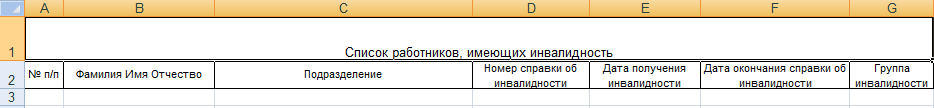 A B C D E F G
1 Список работников, имеющих инвалидность
2 № п/п Фамилия Имя Отчество Подразделение Номер справки об инвалидности Дата получения инвалидности Дата окончания справки об инвалидности Группа инвалидности
3